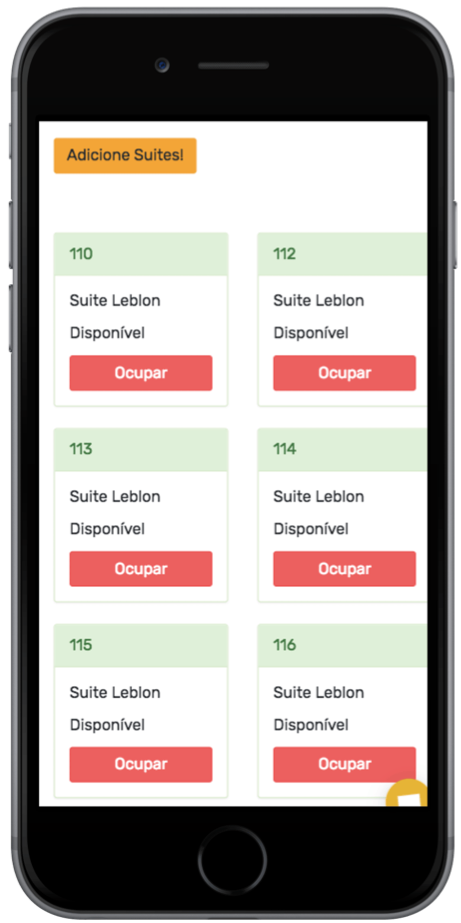 Adicione Suites!
110
Suite Leblon
Disponível
Ocupar
112
Suite Leblon
Disponível
Ocupar
113
Suite Leblon
Disponível
Ocupar
114
Suite Leblon
Disponível
Ocupar
115
Suite Leblon
Disponível
Ocupar
116
Suite Leblon
Disponível
Ocupar